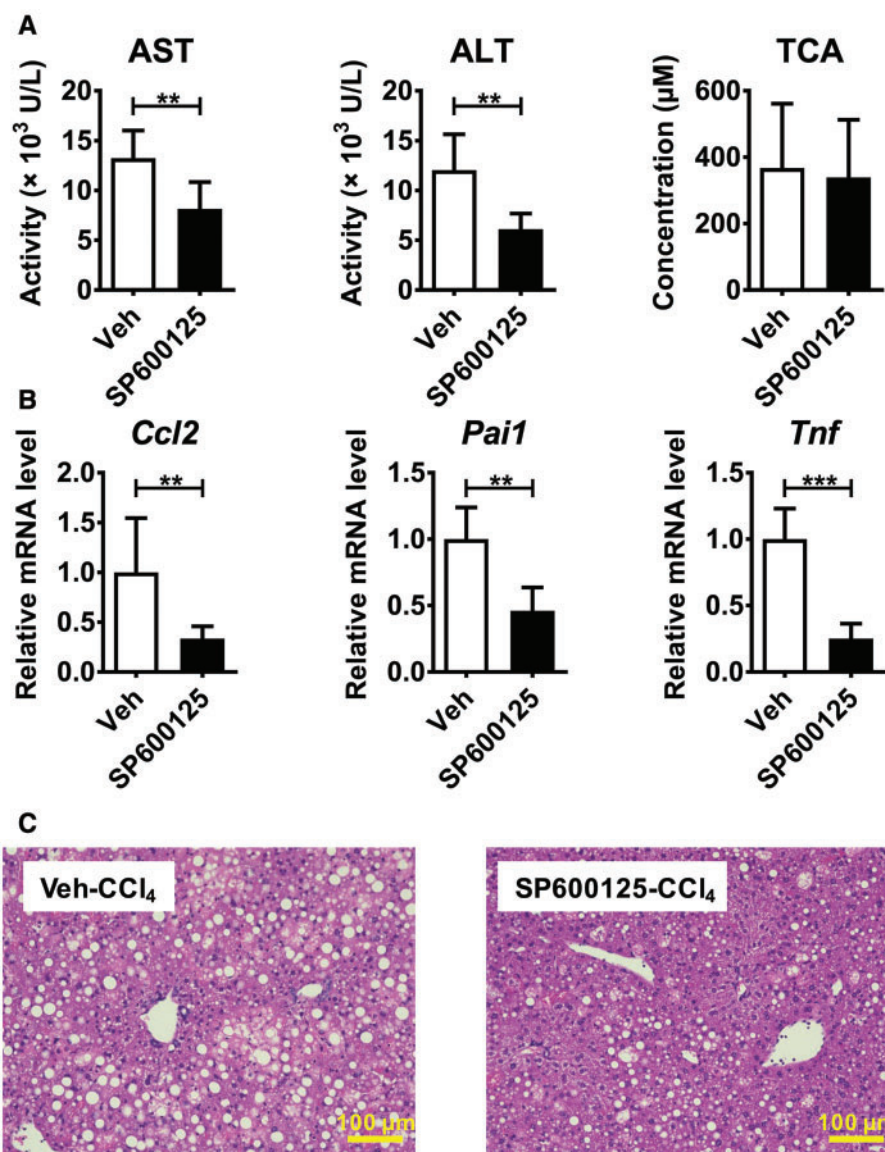 A
AST
ALT
TCA
Activity (× 10³ U/L)
20
15
10
5
0
**
Veh
SP600125
Activity (× 10³ U/L)
20
15
10
5
0
**
Veh
SP600125
Concentration (µM)
600
400
200
0
Veh
SP600125
B
Ccl2
Pai1
Tnf
Relative mRNA level
2.0
1.5
1.0
0.5
0.0
**
Veh
SP600125
Relative mRNA level
1.5
1.0
0.5
0.0
**
Veh
SP600125
Relative mRNA level
1.5
1.0
0.5
0.0
***
Veh
SP600125
C
Veh-CCl₄
SP600125-CCl₄
100 µm
100 µm